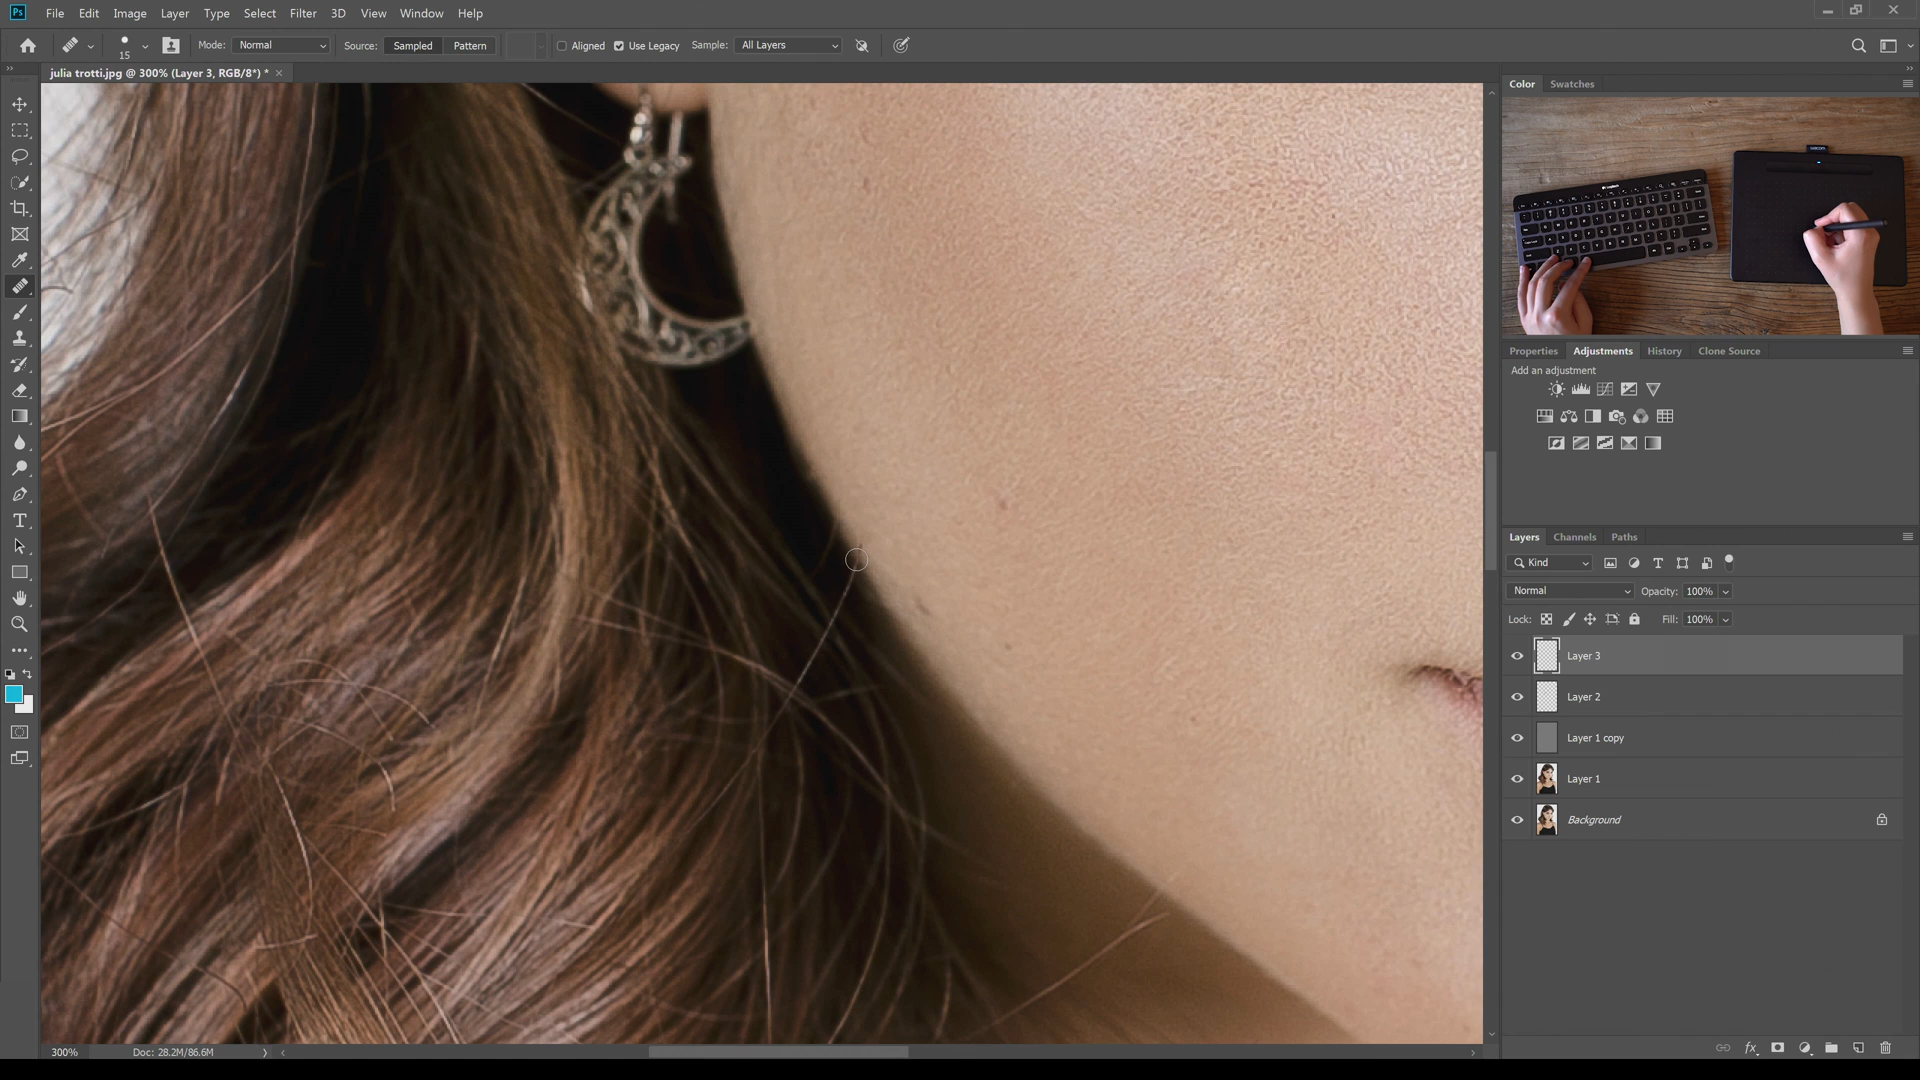 Ps File Edit Image Layer Type Select Filter 3D View Window Help
15 Mode: Normal Source: Sampled Pattern Aligned Use Legacy Sample: All Layers
julia trotti.jpg @ 300% (Layer 3, RGB/8*) *
Color Swatches
Properties Adjustments History Clone Source
Add an adjustment
Layers Channels Paths
Kind
Normal Opacity: 100%
Lock: Fill: 100%
Layer 3
Layer 2
Layer 1 copy
Layer 1
Background
fx
300% Doc: 28.2M/86.6M